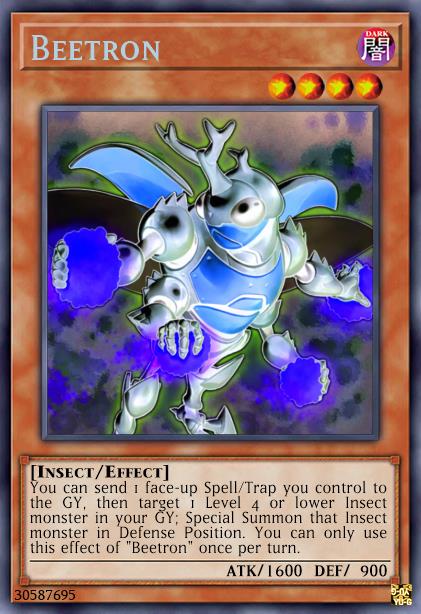 Beetron
DARK
闇
[Insect/Effect]
You can send 1 face-up Spell/Trap you control to
the GY, then target 1 Level 4 or lower Insect
monster in your GY; Special Summon that Insect
monster in Defense Position. You can only use
this effect of "Beetron" once per turn.
ATK/1600 DEF/ 900
30587695